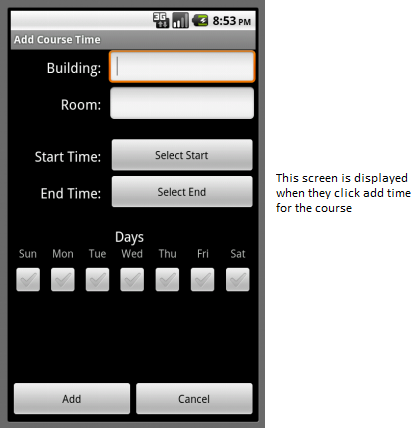 3G 8:53 PM
Add Course Time
Building:
Room:
Start Time: Select Start
End Time: Select End
Days
Sun Mon Tue Wed Thu Fri Sat
Add Cancel
This screen is displayed
when they click add time
for the course